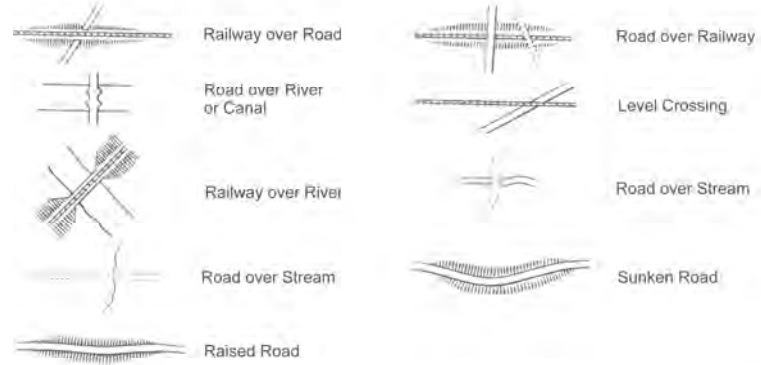 Railway over Road
Road over River
or Canal
Railway over River
Road over Stream
Raised Road
Road over Railway
Level Crossing
Road over Stream
Sunken Road